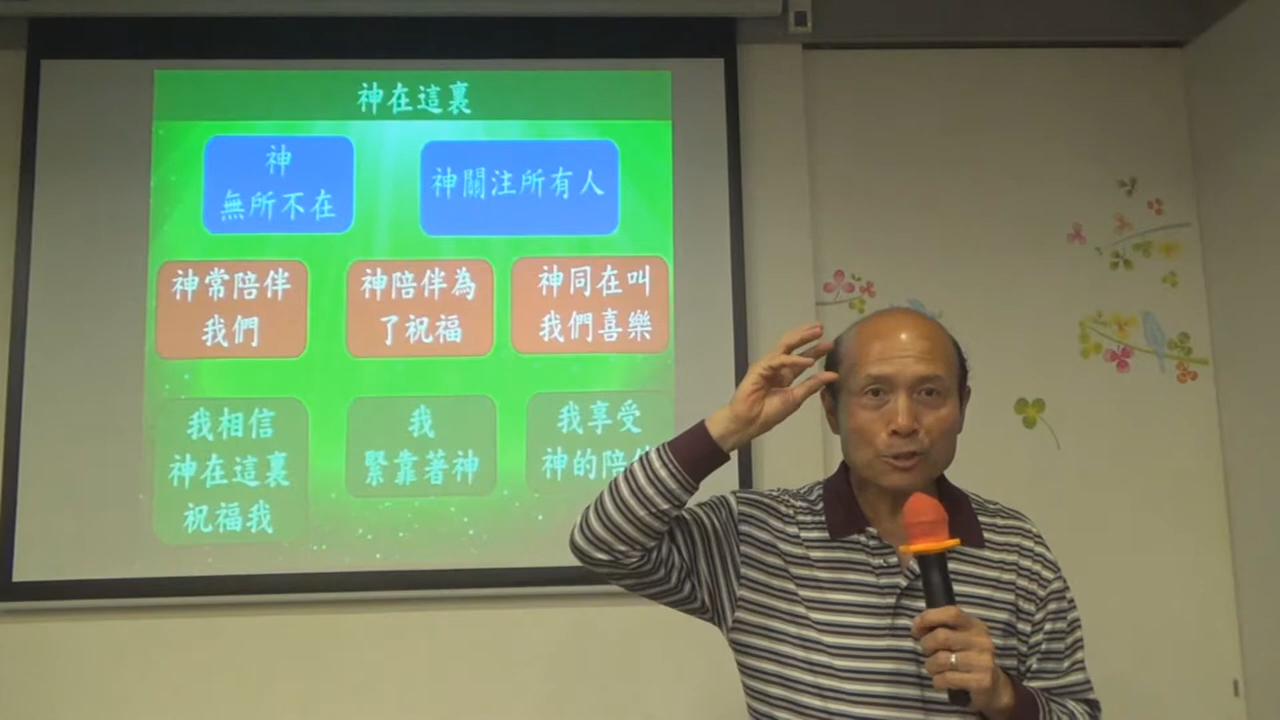 神在這裏
神
無所不在
神關注所有人
神常陪伴
我們
神陪伴為
了祝福
神同在叫
我們喜樂
我相信
神在這裏
祝福我
我
緊靠著神
我享受
神的陪伴